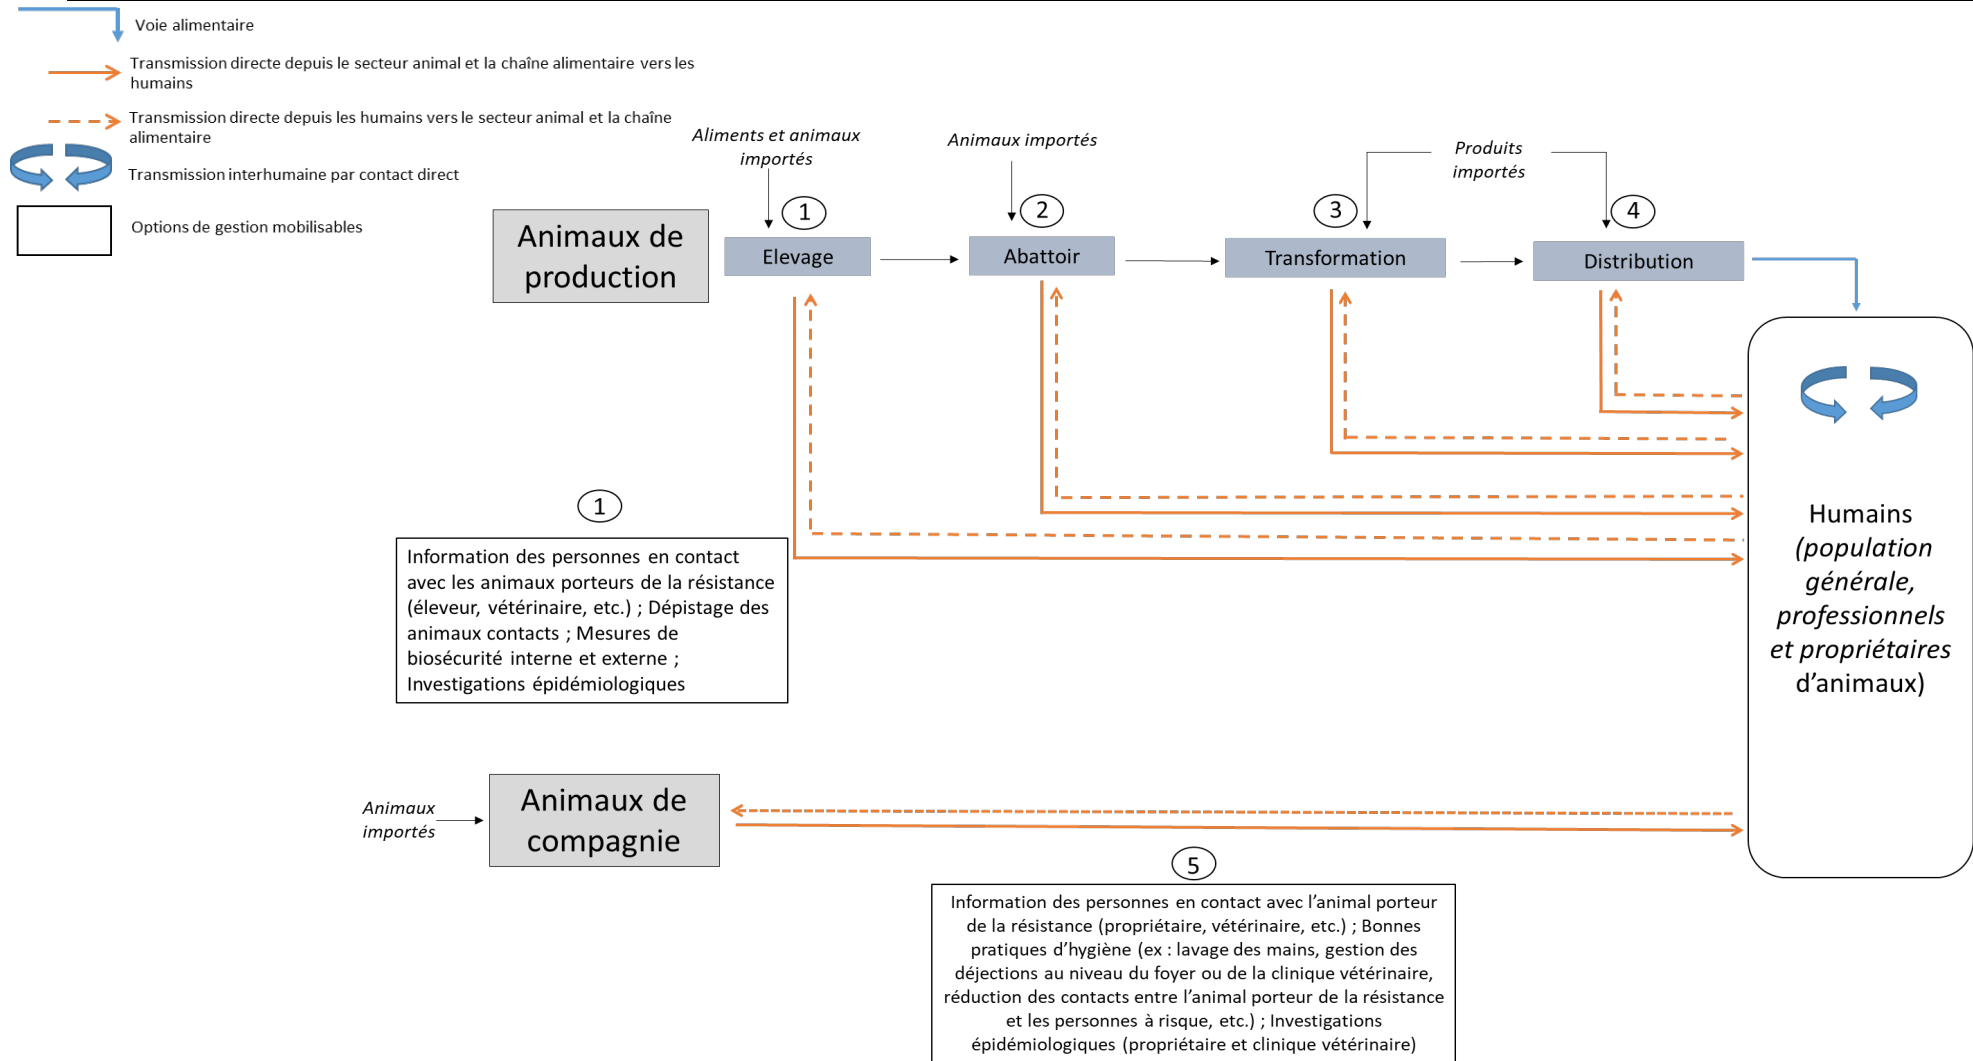 Voie alimentaire
Transmission directe depuis le secteur animal et la chaîne alimentaire vers les
humains
Transmission directe depuis les humains vers le secteur animal et la chaîne
alimentaire
Transmission interhumaine par contact direct
Options de gestion mobilisables
Aliments et animaux
importés
Animaux importés
Produits
importés
1
2
3
4
Animaux de
production
Elevage
Abattoir
Transformation
Distribution
Humains
(population
générale,
professionnels
et propriétaires
d’animaux)
1
Information des personnes en contact
avec les animaux porteurs de la résistance
(éleveur, vétérinaire, etc.) ; Dépistage des
animaux contacts ; Mesures de
biosécurité interne et externe ;
Investigations épidémiologiques
Animaux
importés
Animaux de
compagnie
5
Information des personnes en contact avec l’animal porteur
de la résistance (propriétaire, vétérinaire, etc.) ; Bonnes
pratiques d’hygiène (ex : lavage des mains, gestion des
déjections au niveau du foyer ou de la clinique vétérinaire,
réduction des contacts entre l’animal porteur de la résistance
et les personnes à risque, etc.) ; Investigations
épidémiologiques (propriétaire et clinique vétérinaire)